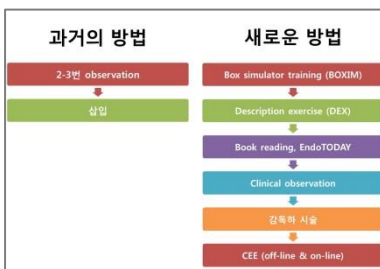 과거의 방법
2-3번 observation
삽입
새로운 방법
Box simulator training (BOXIM)
Description exercise (DEX)
Book reading, EndoTODAY
Clinical observation
감독하 시술
CEE (off-line & on-line)